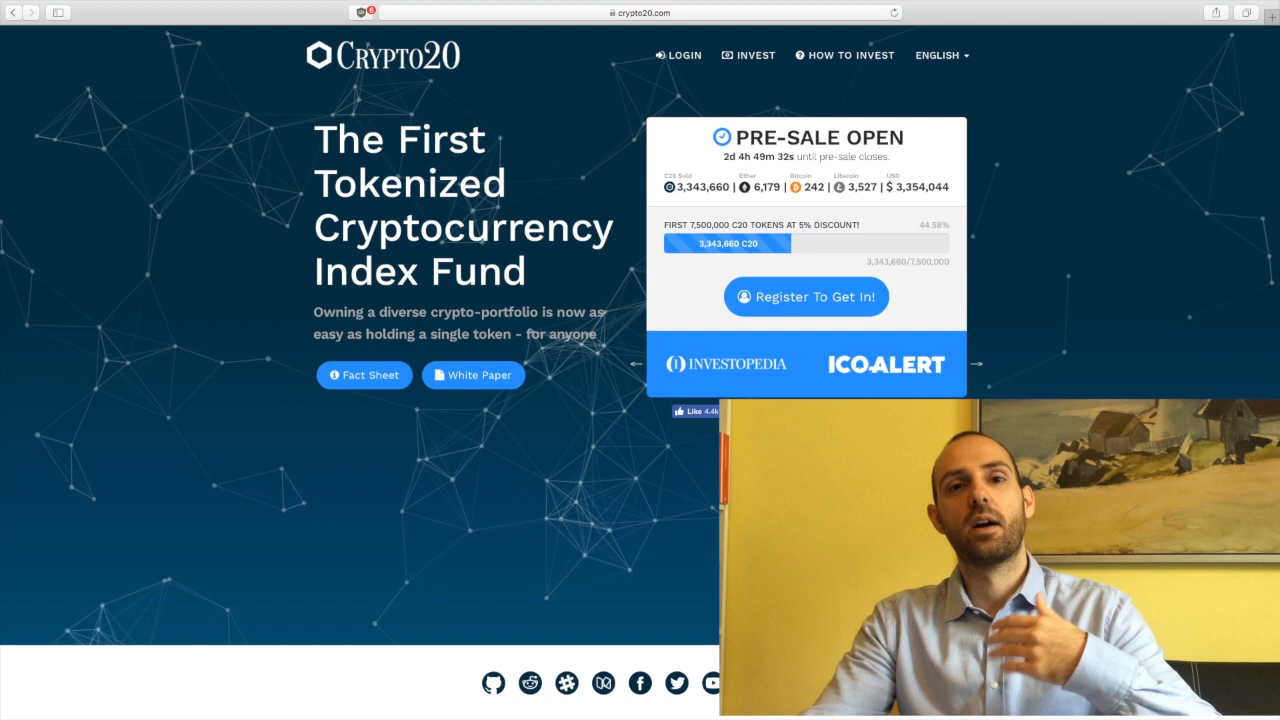 6
crypto20.com
CRYPTO20
LOGIN INVEST HOW TO INVEST ENGLISH
The First
Tokenized
Cryptocurrency
Index Fund
Owning a diverse crypto-portfolio is now as
easy as holding a single token - for anyone
Fact Sheet White Paper
PRE-SALE OPEN
2d 4h 49m 32s until pre-sale closes.
C20 Sold Ether Bitcoin Litecoin USD
3,343,660 | 6,179 | 242 | 3,527 | $ 3,354,044
FIRST 7,500,000 C20 TOKENS AT 5% DISCOUNT! 44.58%
3,343,660 C20
3,343,660/7,500,000
Register To Get In!
INVESTOPEDIA ICOALERT
Like 4.4k